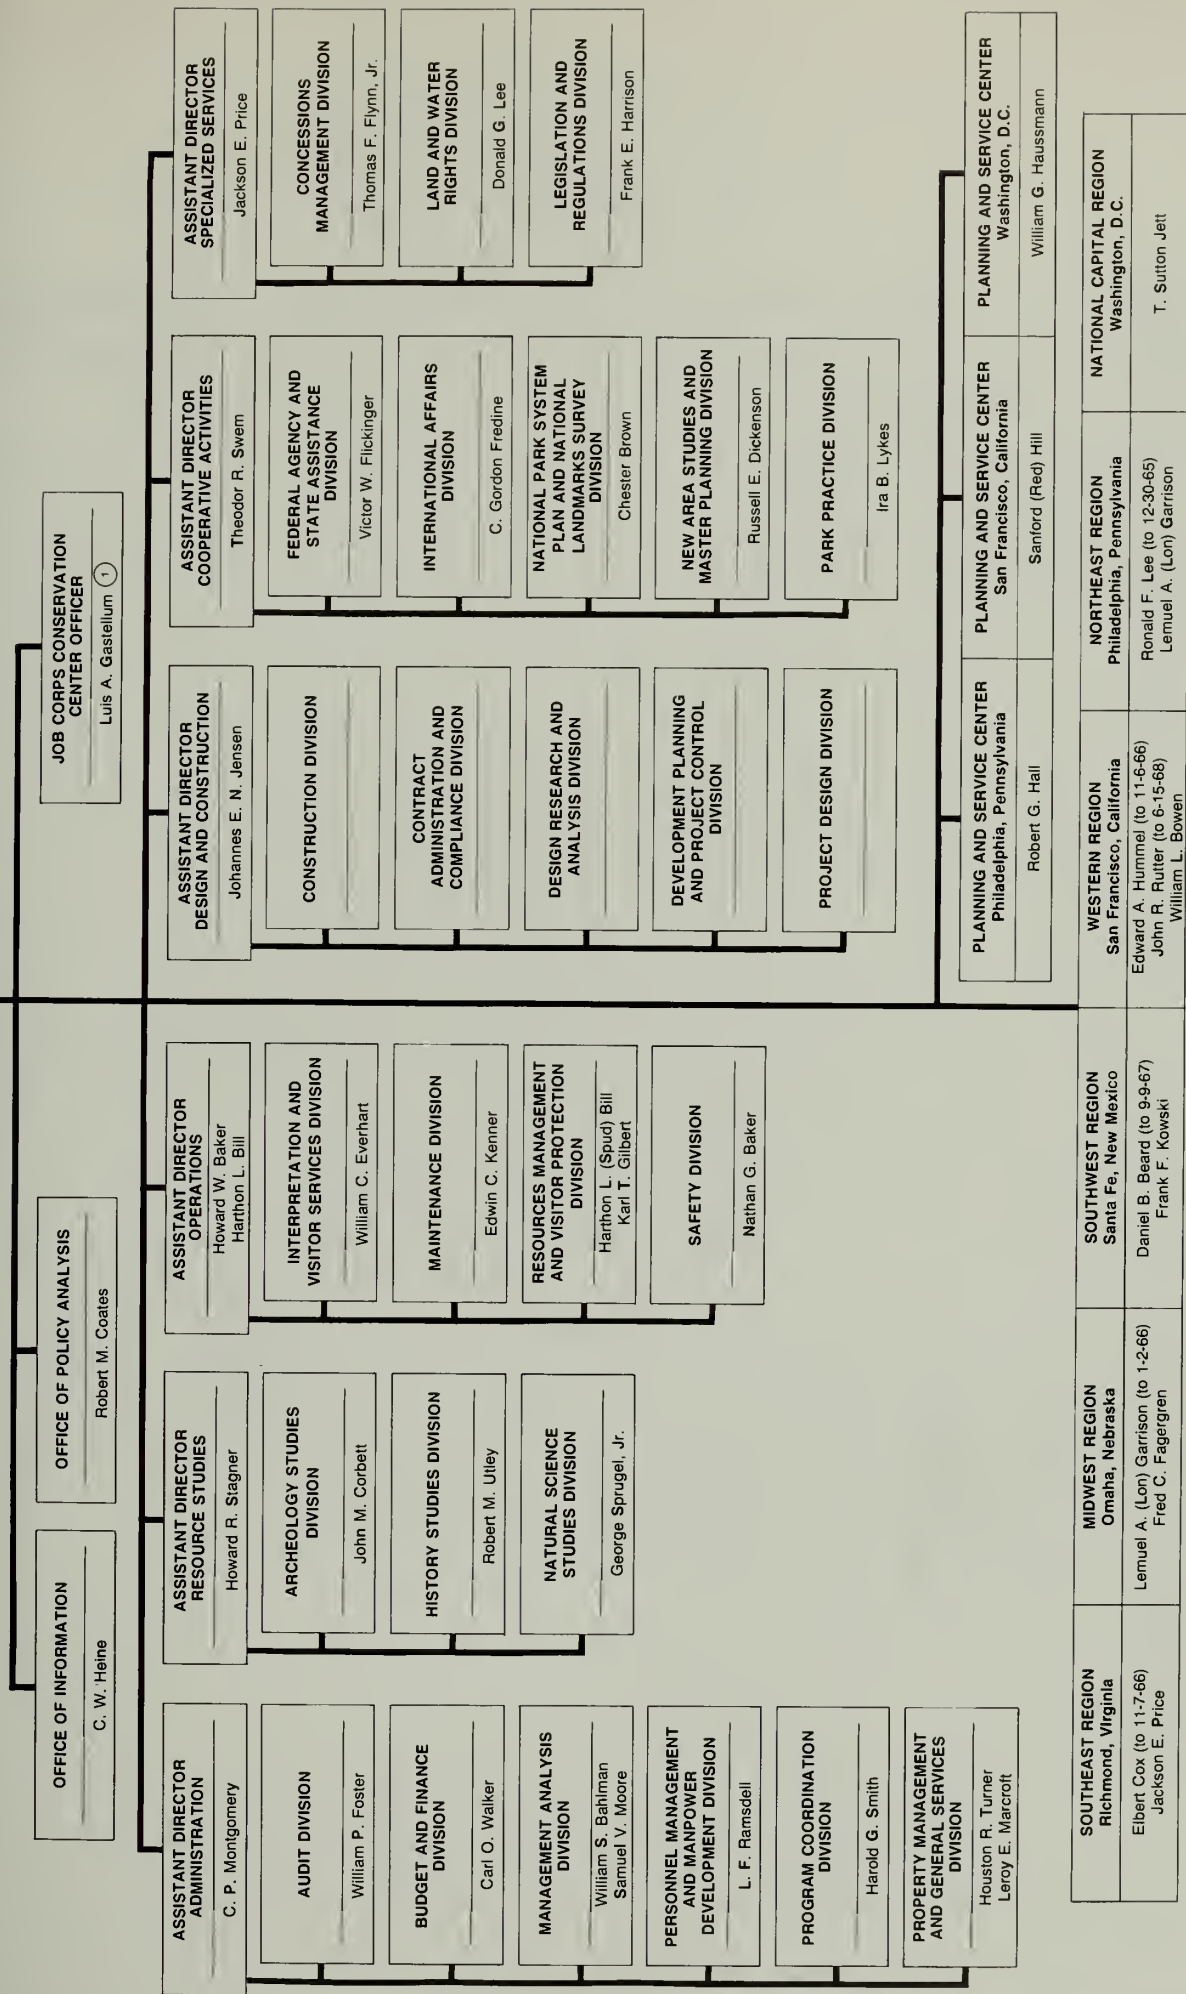 OFFICE OF INFORMATION
C. W. Heine
OFFICE OF POLICY ANALYSIS
Robert M. Coates
JOB CORPS CONSERVATION
CENTER OFFICER
Luis A. Gastellum 1
ASSISTANT DIRECTOR
ADMINISTRATION
C. P. Montgomery
AUDIT DIVISION
William P. Foster
BUDGET AND FINANCE
DIVISION
Carl O. Walker
MANAGEMENT ANALYSIS
DIVISION
William S. Bahlman
Samuel V. Moore
PERSONNEL MANAGEMENT
AND MANPOWER
DEVELOPMENT DIVISION
L. F. Ramsdell
PROGRAM COORDINATION
DIVISION
Harold G. Smith
PROPERTY MANAGEMENT
AND GENERAL SERVICES
DIVISION
Houston R. Turner
Leroy E. Marcroft
ASSISTANT DIRECTOR
RESOURCE STUDIES
Howard R. Stagner
ARCHEOLOGY STUDIES
DIVISION
John M. Corbett
HISTORY STUDIES DIVISION
Robert M. Utley
NATURAL SCIENCE
STUDIES DIVISION
George Sprugel, Jr.
ASSISTANT DIRECTOR
OPERATIONS
Howard W. Baker
Harthon L. Bill
INTERPRETATION AND
VISITOR SERVICES DIVISION
William C. Everhart
MAINTENANCE DIVISION
Edwin C. Kenner
RESOURCES MANAGEMENT
AND VISITOR PROTECTION
DIVISION
Harthon L. (Spud) Bill
Karl T. Gilbert
SAFETY DIVISION
Nathan G. Baker
ASSISTANT DIRECTOR
DESIGN AND CONSTRUCTION
Johannes E. N. Jensen
CONSTRUCTION DIVISION
CONTRACT
ADMINISTRATION AND
COMPLIANCE DIVISION
DESIGN RESEARCH AND
ANALYSIS DIVISION
DEVELOPMENT PLANNING
AND PROJECT CONTROL
DIVISION
PROJECT DESIGN DIVISION
ASSISTANT DIRECTOR
COOPERATIVE ACTIVITIES
Theodor R. Swem
FEDERAL AGENCY AND
STATE ASSISTANCE
DIVISION
Victor W. Flickinger
INTERNATIONAL AFFAIRS
DIVISION
C. Gordon Fredine
NATIONAL PARK SYSTEM
PLAN AND NATIONAL
LANDMARKS SURVEY
DIVISION
Chester Brown
NEW AREA STUDIES AND
MASTER PLANNING DIVISION
Russell E. Dickenson
PARK PRACTICE DIVISION
Ira B. Lykes
ASSISTANT DIRECTOR
SPECIALIZED SERVICES
Jackson E. Price
CONCESSIONS
MANAGEMENT DIVISION
Thomas F. Flynn, Jr.
LAND AND WATER
RIGHTS DIVISION
Donald G. Lee
LEGISLATION AND
REGULATIONS DIVISION
Frank E. Harrison
PLANNING AND SERVICE CENTER
Philadelphia, Pennsylvania
Robert G. Hall
PLANNING AND SERVICE CENTER
San Francisco, California
Sanford (Red) Hill
PLANNING AND SERVICE CENTER
Washington, D.C.
William G. Haussmann
SOUTHEAST REGION
Richmond, Virginia
Elbert Cox (to 11-7-66)
Jackson E. Price
MIDWEST REGION
Omaha, Nebraska
Lemuel A. (Lon) Garrison (to 1-2-66)
Fred C. Fagergren
SOUTHWEST REGION
Santa Fe, New Mexico
Daniel B. Beard (to 9-9-67)
Frank F. Kowski
WESTERN REGION
San Francisco, California
Edward A. Hummel (to 11-6-66)
John R. Rutter (to 6-15-68)
William L. Bowen
NORTHEAST REGION
Philadelphia, Pennsylvania
Ronald F. Lee (to 12-30-65)
Lemuel A. (Lon) Garrison
NATIONAL CAPITAL REGION
Washington, D.C.
T. Sutton Jett